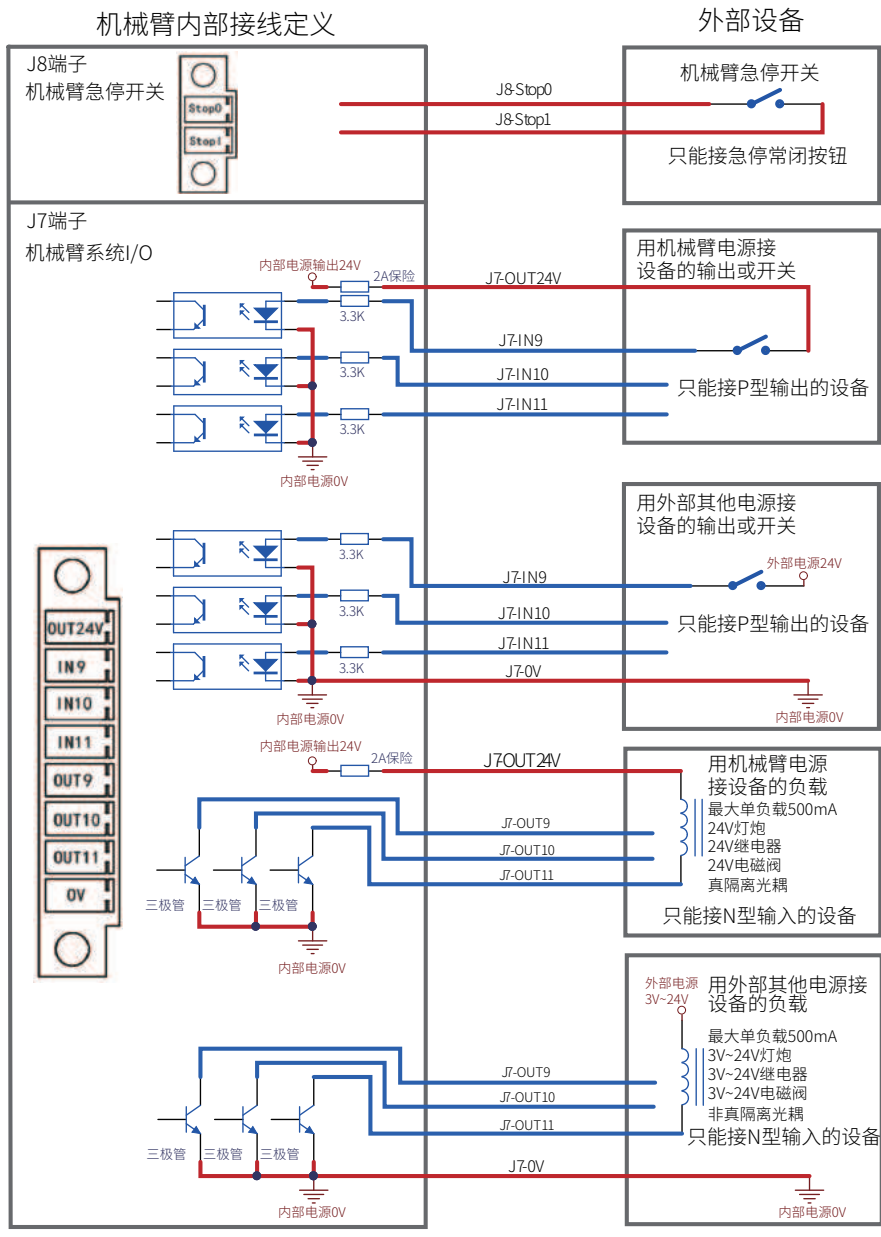 机械臂内部接线定义
外部设备
J8端子
机械臂急停开关
Stop0
Stop1
J8-Stop0
J8-Stop1
机械臂急停开关
只能接急停常闭按钮
J7端子
机械臂系统I/O
内部电源输出24V
2A保险
J7-OUT24V
3.3K
J7-IN9
3.3K
J7-IN10
3.3K
J7-IN11
内部电源0V
用机械臂电源接
设备的输出或开关
只能接P型输出的设备
OUT24V
IN9
IN10
IN11
OUT9
OUT10
OUT11
0V
3.3K
J7-IN9
3.3K
J7-IN10
3.3K
J7-IN11
J7-0V
内部电源0V
用外部其他电源接
设备的输出或开关
外部电源24V
只能接P型输出的设备
内部电源0V
内部电源输出24V
2A保险
J7-OUT24V
J7-OUT9
J7-OUT10
J7-OUT11
三极管
三极管
三极管
内部电源0V
用机械臂电源
接设备的负载
最大单负载500mA
24V灯炮
24V继电器
24V电磁阀
真隔离光耦
只能接N型输入的设备
J7-OUT9
J7-OUT10
J7-OUT11
三极管
三极管
三极管
J7-0V
内部电源0V
外部电源
3V~24V
用外部其他电源接
设备的负载
最大单负载500mA
3V~24V灯炮
3V~24V继电器
3V~24V电磁阀
非真隔离光耦
只能接N型输入的设备
内部电源0V